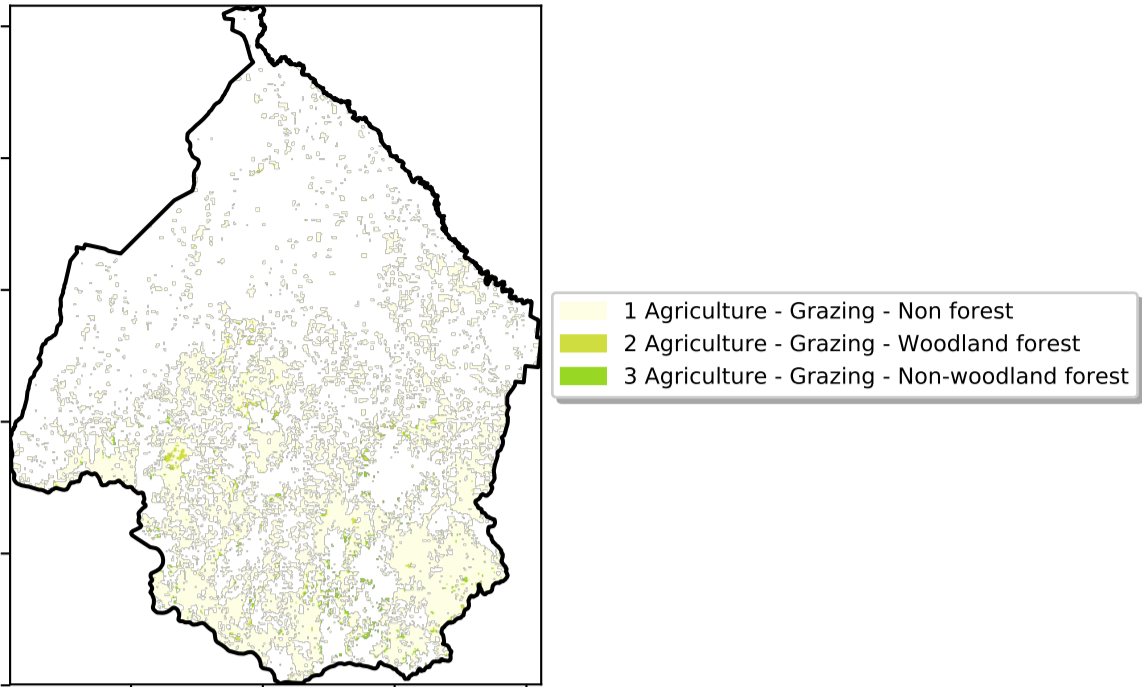 1 Agriculture - Grazing - Non forest
2 Agriculture - Grazing - Woodland forest
3 Agriculture - Grazing - Non-woodland forest